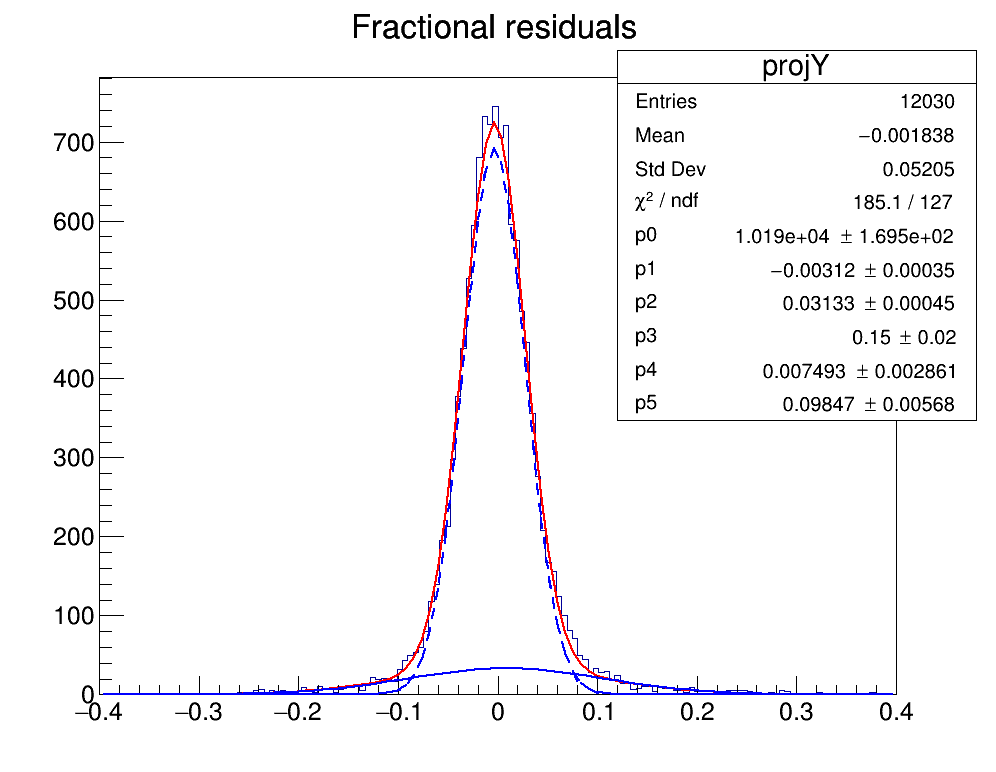 Fractional residuals
projY
Entries 12030
Mean −0.001838
Std Dev 0.05205
χ² / ndf 185.1 / 127
p0 1.019e+04 ± 1.695e+02
p1 −0.00312 ± 0.00035
p2 0.03133 ± 0.00045
p3 0.15 ± 0.02
p4 0.007493 ± 0.002861
p5 0.09847 ± 0.00568
700
600
500
400
300
200
100
0
−0.4 −0.3 −0.2 −0.1 0 0.1 0.2 0.3 0.4